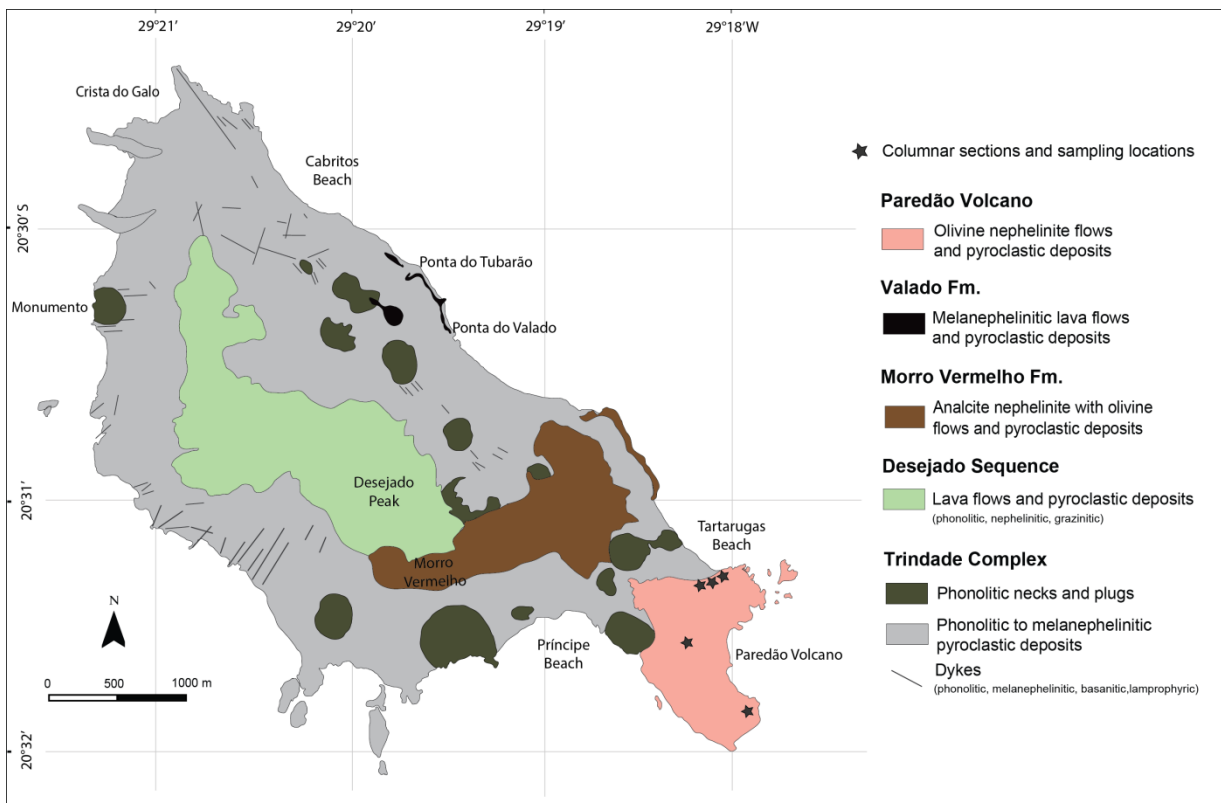 29°21'
29°20'
29°19'
29°18'W
20°30' S
20°31'
20°32'
Crista do Galo
Cabritos
Beach
Ponta do Tubarão
Monumento
Ponta do Valado
Desejado
Peak
Tartarugas
Beach
Morro
Vermelho
Príncipe
Beach
Paredão Volcano
N
0 500 1000 m
Columnar sections and sampling locations
Paredão Volcano
Olivine nephelinite flows
and pyroclastic deposits
Valado Fm.
Melanephelinitic lava flows
and pyroclastic deposits
Morro Vermelho Fm.
Analcite nephelinite with olivine
flows and pyroclastic deposits
Desejado Sequence
Lava flows and pyroclastic deposits
(phonolitic, nephelinitic, grazinitic)
Trindade Complex
Phonolitic necks and plugs
Phonolitic to melanephelinitic
pyroclastic deposits
Dykes
(phonolitic, melanephelinitic, basanitic,lamprophyric)